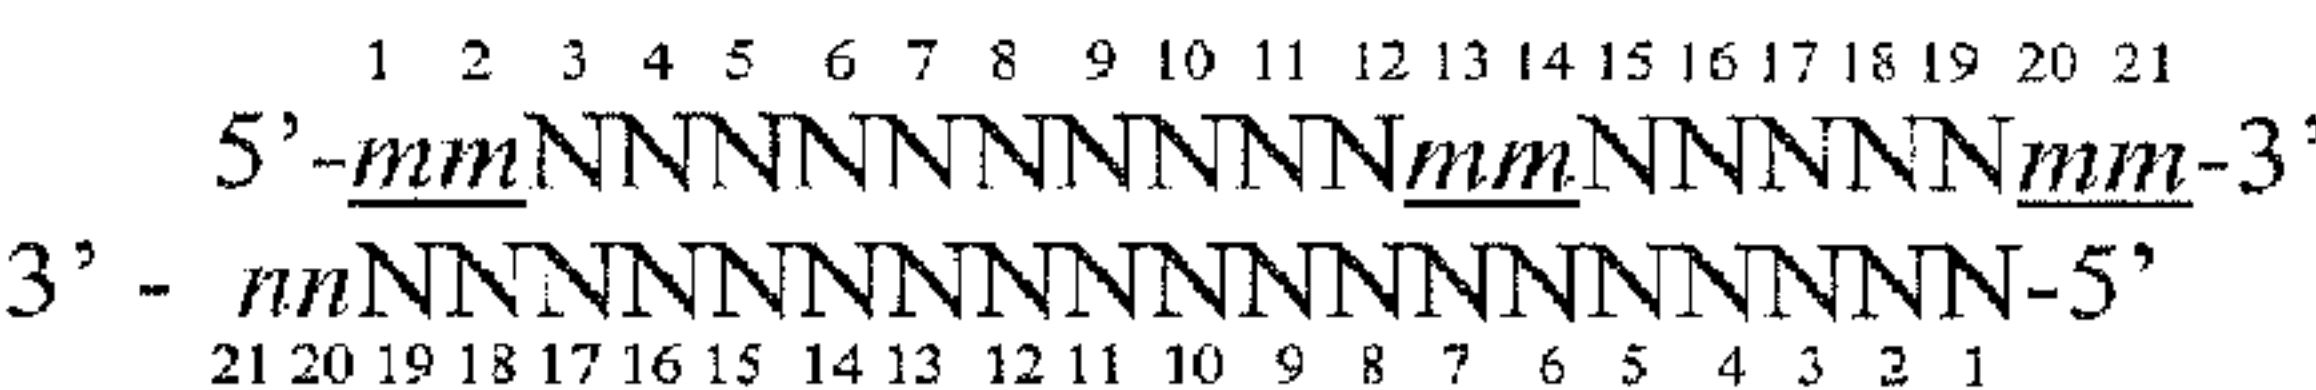 1 2 3 4 5 6 7 8 9 10 11 12 13 14 15 16 17 18 19 20 21
5’-mmNNNNNNNNNNmmNNNNNmm-3’
3’ - nnNNNNNNNNNNNNNNNNNNN-5’
21 20 19 18 17 16 15 14 13 12 11 10 9 8 7 6 5 4 3 2 1